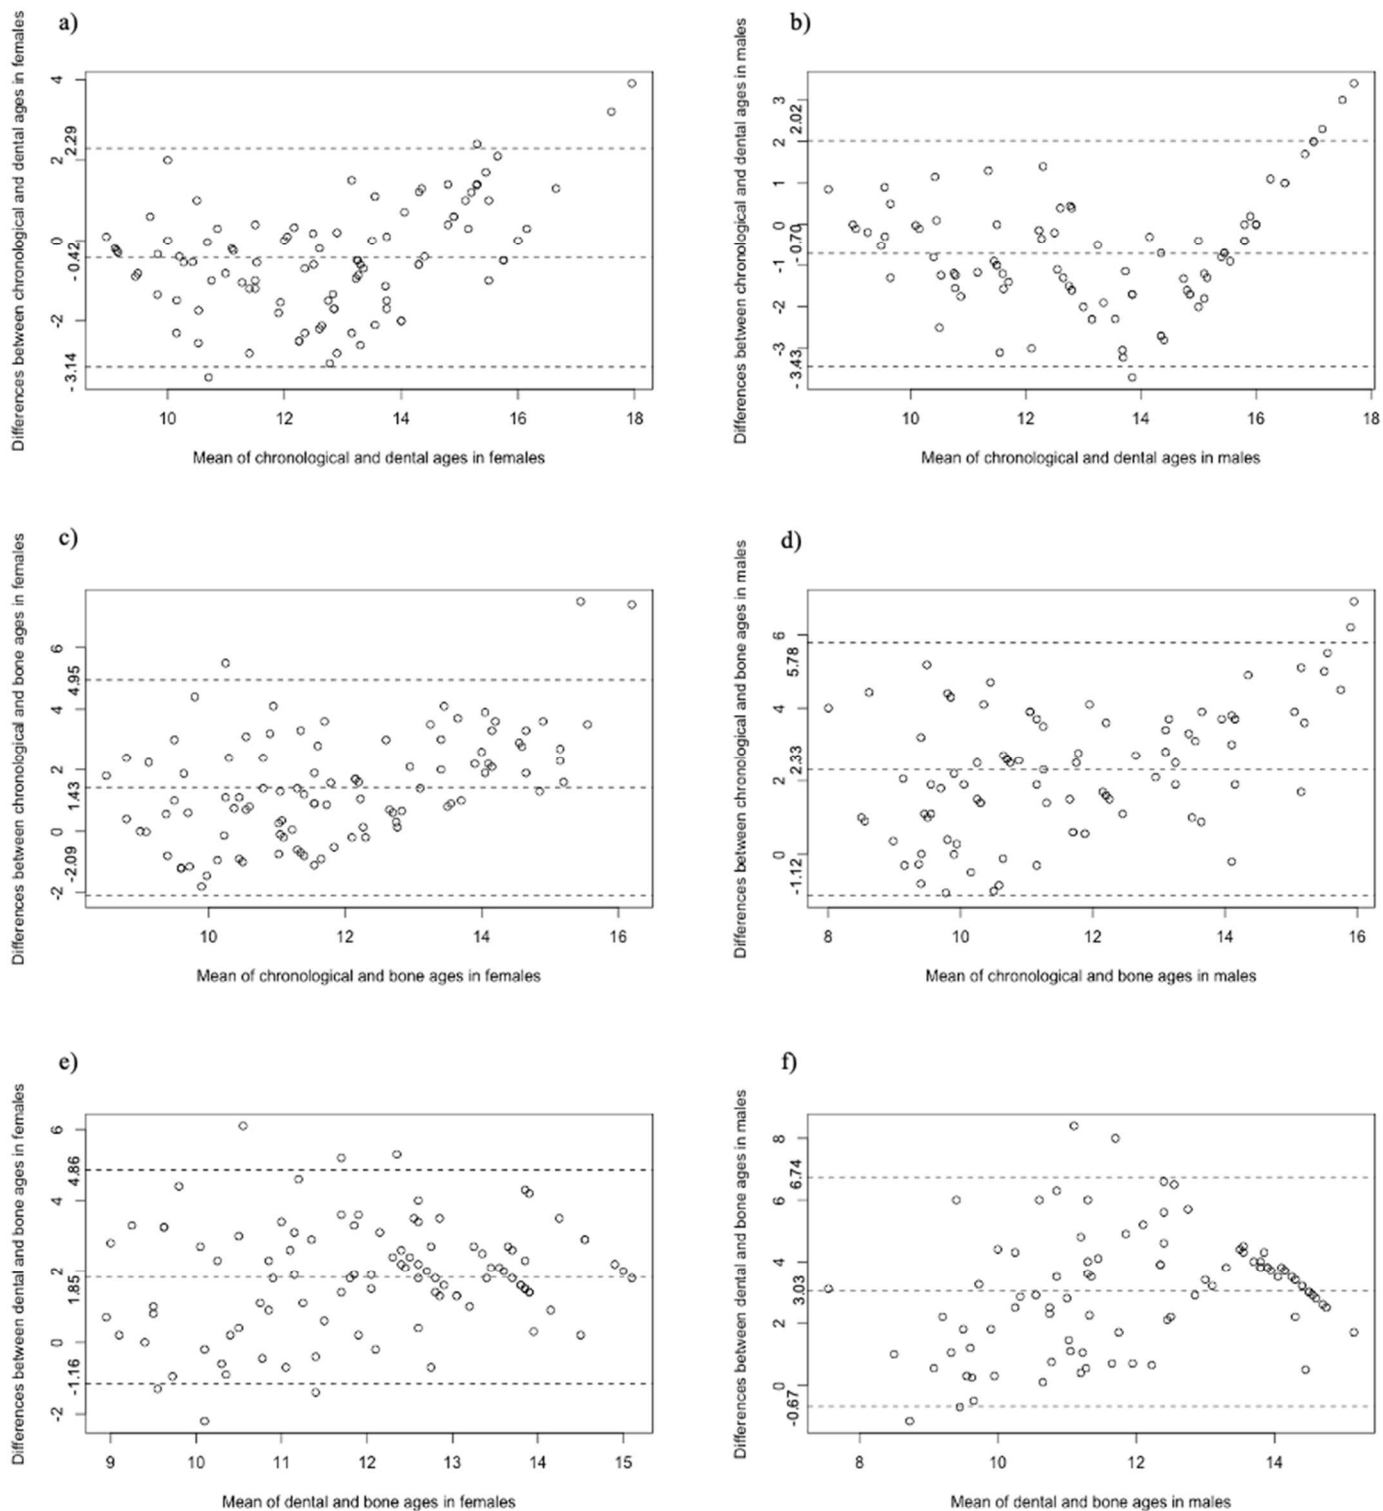 a)
Differences between chronological and dental ages in females
4
2.29
2
0
- 0.42
-2
- 3.14
10 12 14 16 18
Mean of chronological and dental ages in females
b)
Differences between chronological and dental ages in males
3
2.02
2
1
0
-0.70
-1
-2
-3
- 3.43
10 12 14 16 18
Mean of chronological and dental ages in males
c)
Differences between chronological and bone ages in females
6
4.95
4
2
1.43
0
-2.09
-2
10 12 14 16
Mean of chronological and bone ages in females
d)
Differences between chronological and bone ages in males
6
5.78
4
2.33
2
0
-1.12
8 10 12 14 16
Mean of chronological and bone ages in males
e)
Differences between dental and bone ages in females
6
4.86
4
2
1.85
0
-1.16
-2
9 10 11 12 13 14 15
Mean of dental and bone ages in females
f)
Differences between dental and bone ages in males
8
6.74
6
4
3.03
2
0
-0.67
8 10 12 14
Mean of dental and bone ages in males